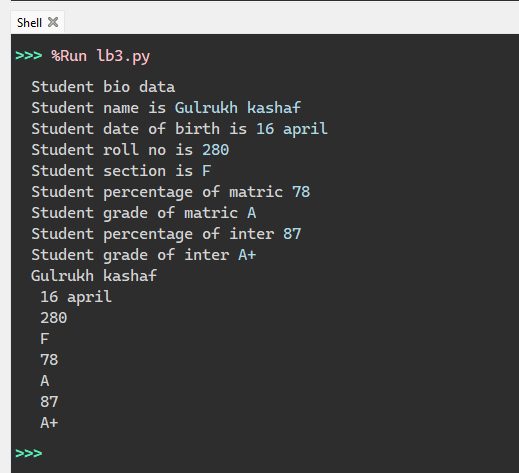 Shell
>>> %Run lb3.py
Student bio data
Student name is Gulrukh kashaf
Student date of birth is 16 april
Student roll no is 280
Student section is F
Student percentage of matric 78
Student grade of matric A
Student percentage of inter 87
Student grade of inter A+
Gulrukh kashaf
16 april
280
F
78
A
87
A+
>>>